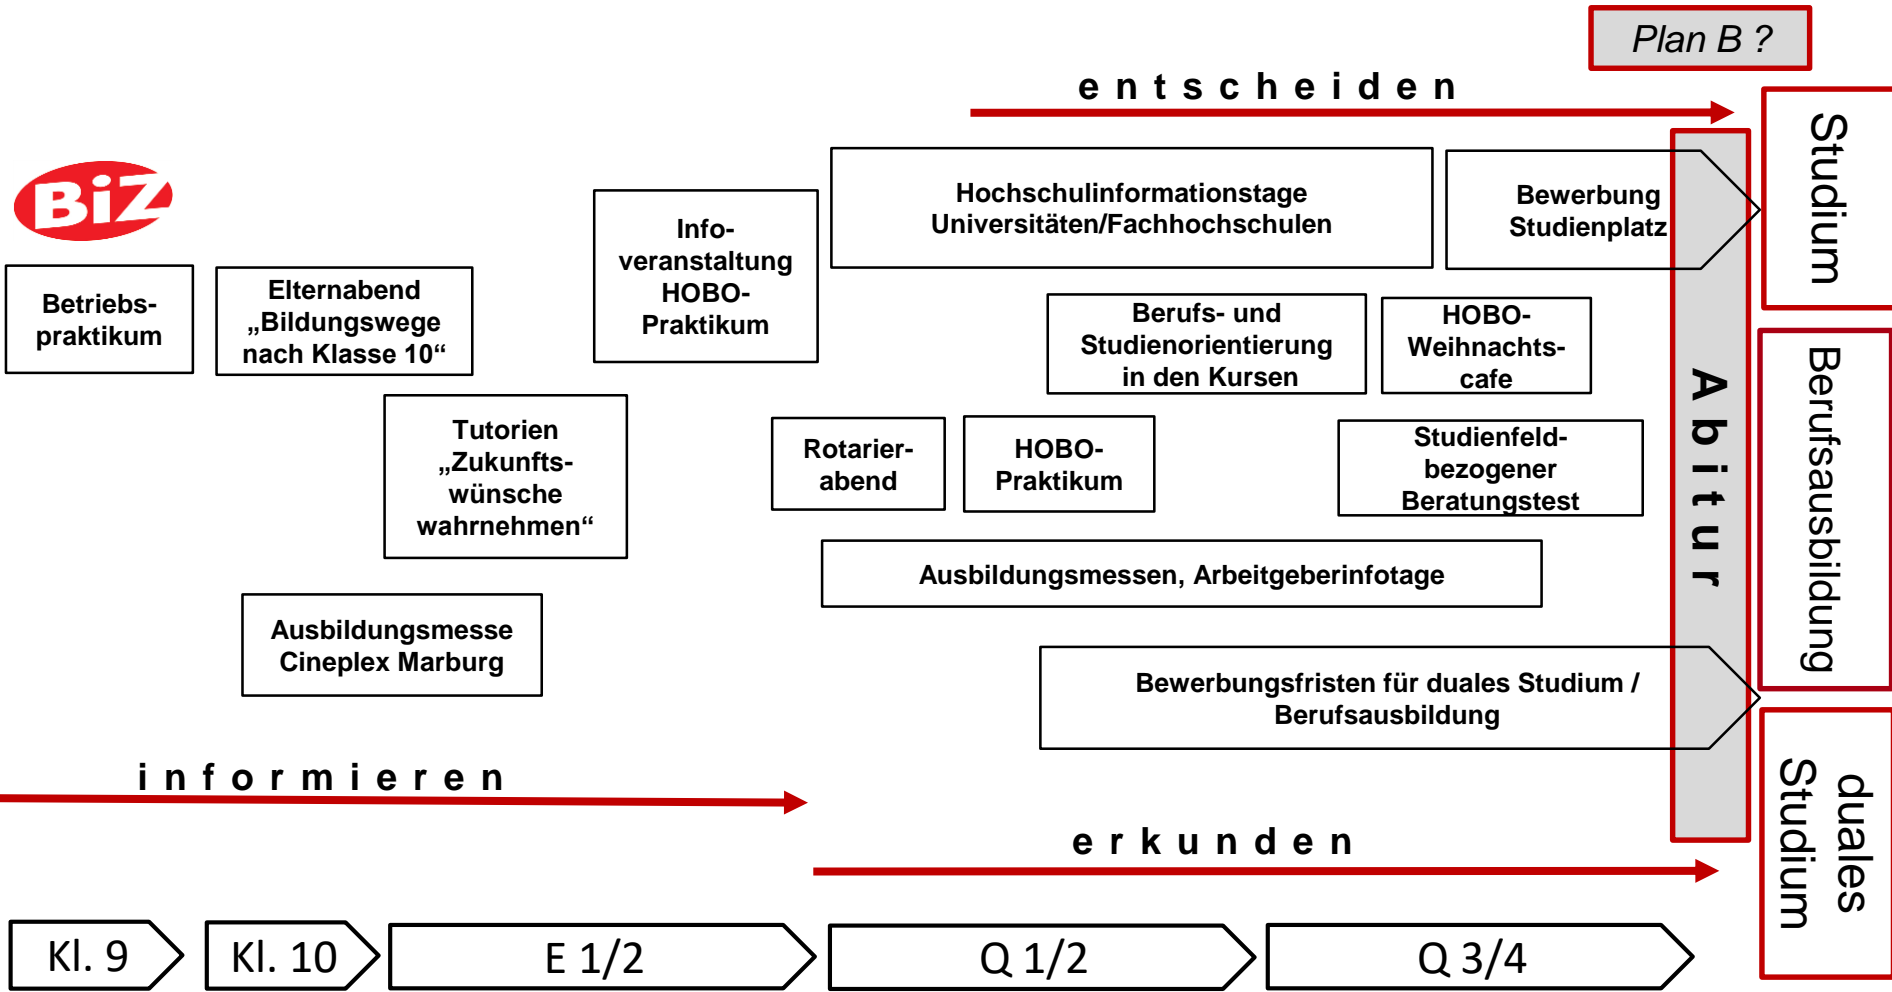 Plan B ?
e n t s c h e i d e n
BiZ
Betriebs-
praktikum
Elternabend
„Bildungswege
nach Klasse 10“
Info-
veranstaltung
HOBO-
Praktikum
Hochschulinformationstage
Universitäten/Fachhochschulen
Bewerbung
Studienplatz
Studium
Berufs- und
Studienorientierung
in den Kursen
HOBO-
Weihnachts-
cafe
Tutorien
„Zukunfts-
wünsche
wahrnehmen“
Rotarier-
abend
HOBO-
Praktikum
Studienfeld-
bezogener
Beratungstest
Abitur
Berufsausbildung
Ausbildungsmessen, Arbeitgeberinfotage
Ausbildungsmesse
Cineplex Marburg
Bewerbungsfristen für duales Studium /
Berufsausbildung
duales
Studium
i n f o r m i e r e n
e r k u n d e n
Kl. 9
Kl. 10
E 1/2
Q 1/2
Q 3/4